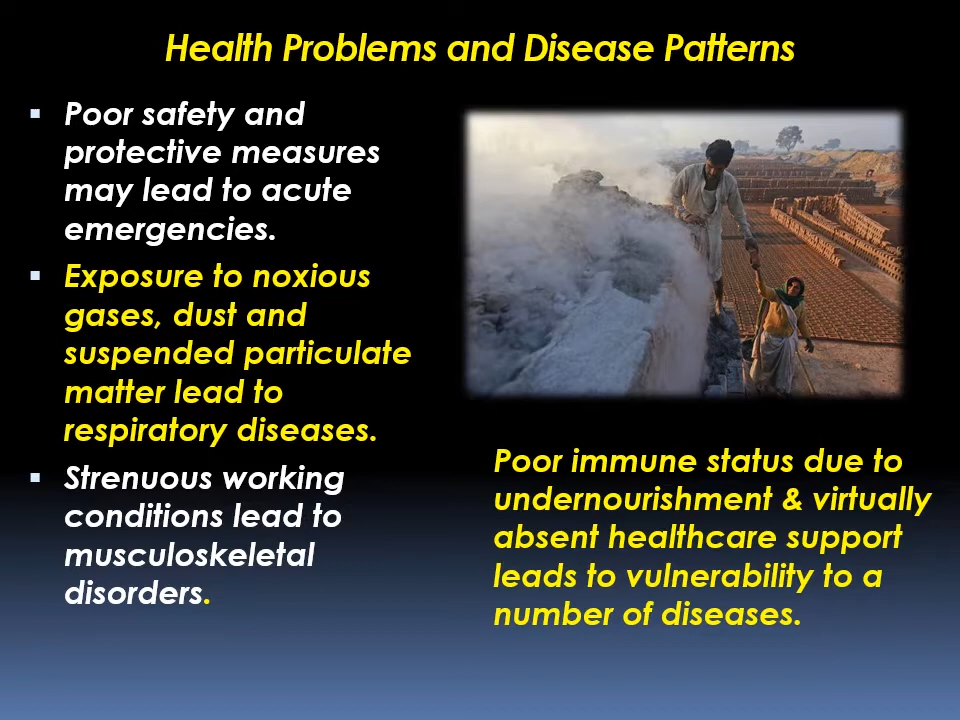 Health Problems and Disease Patterns
▪ Poor safety and
protective measures
may lead to acute
emergencies.
▪ Exposure to noxious
gases, dust and
suspended particulate
matter lead to
respiratory diseases.
▪ Strenuous working
conditions lead to
musculoskeletal
disorders.
Poor immune status due to
undernourishment & virtually
absent healthcare support
leads to vulnerability to a
number of diseases.